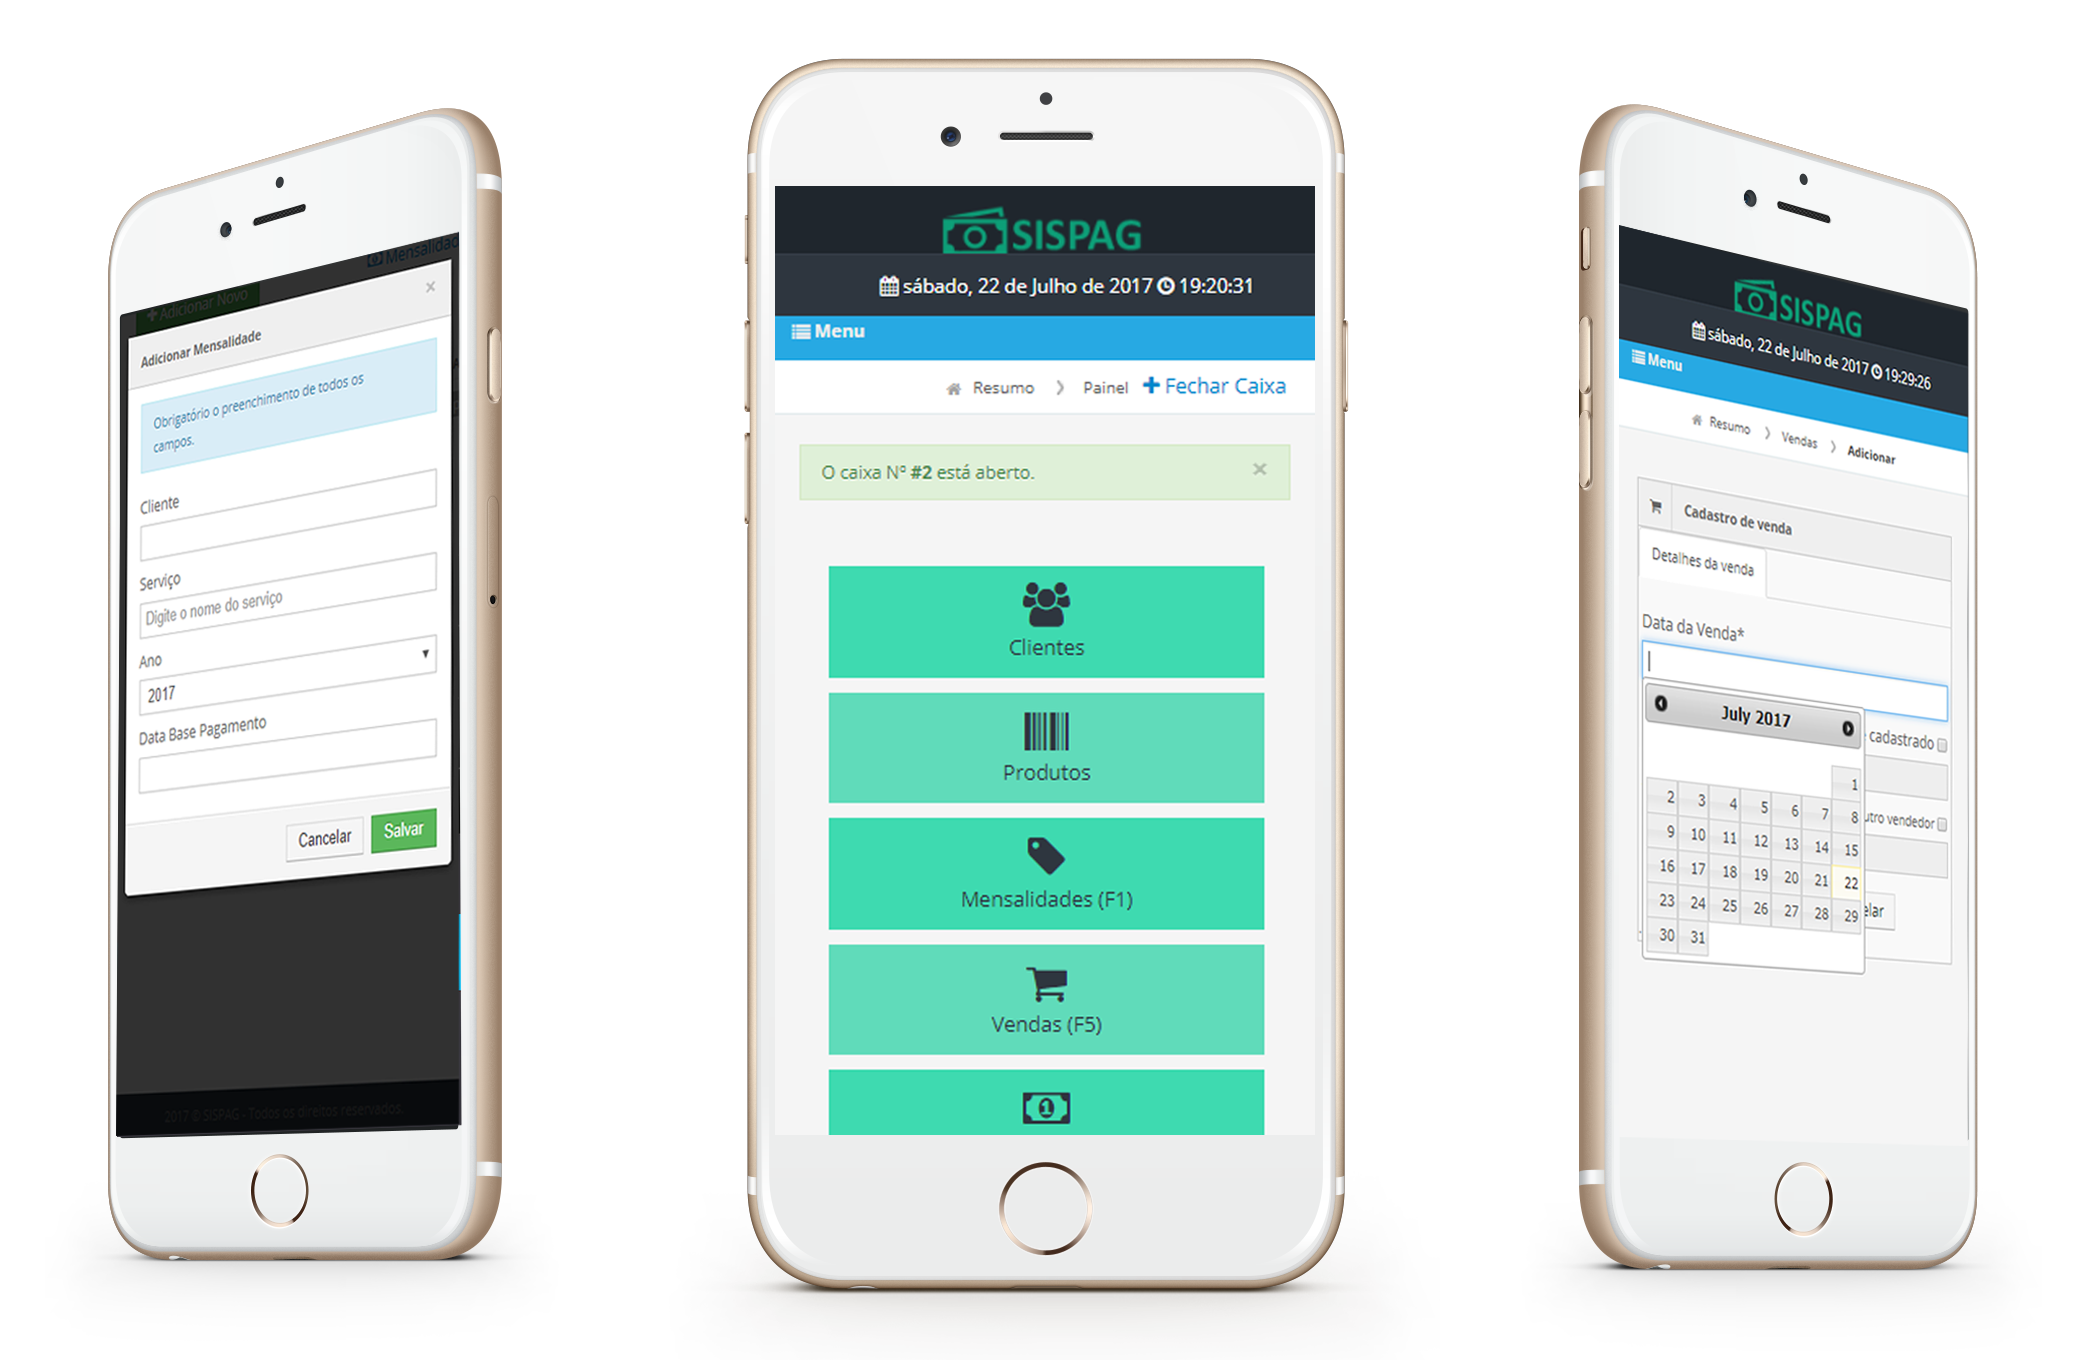 Mensalidad
Adicionar Novo
Adicionar Mensalidade
×
Obrigatório o preenchimento de todos os
campos.
Cliente
Serviço
Digite o nome do serviço
Ano
2017
Data Base Pagamento
Cancelar
Salvar
2017 © SISPAG - Todos os direitos reservados.
SISPAG
sábado, 22 de Julho de 2017 19:20:31
Menu
Resumo > Painel + Fechar Caixa
O caixa Nº #2 está aberto. ×
Clientes
Produtos
Mensalidades (F1)
Vendas (F5)
1
SISPAG
sábado, 22 de Julho de 2017 19:29:26
Menu
Resumo > Vendas > Adicionar
Cadastro de venda
Detalhes da venda
Data da Venda*
July 2017
cadastrado
utro vendedor
elar
1
2 3 4 5 6 7 8
9 10 11 12 13 14 15
16 17 18 19 20 21 22
23 24 25 26 27 28 29
30 31